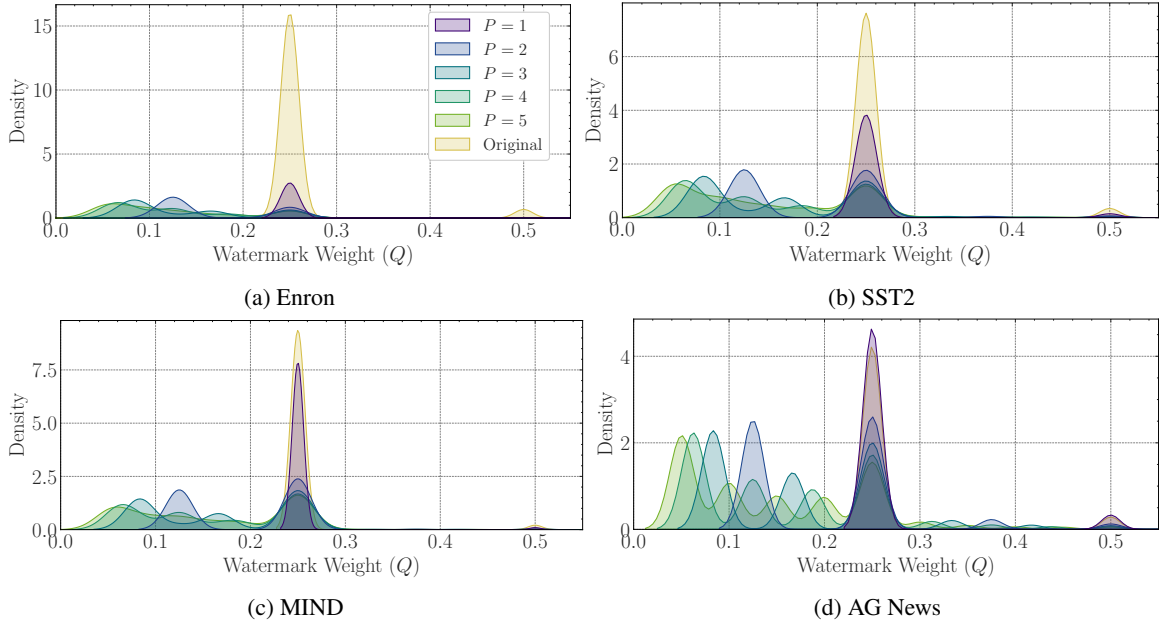 15
10
5
0
Density
0.0 0.1 0.2 0.3 0.4 0.5
Watermark Weight (Q)
P = 1
P = 2
P = 3
P = 4
P = 5
Original
(a) Enron
6
4
2
0
Density
0.0 0.1 0.2 0.3 0.4 0.5
Watermark Weight (Q)
(b) SST2
7.5
5.0
2.5
0.0
Density
0.0 0.1 0.2 0.3 0.4 0.5
Watermark Weight (Q)
(c) MIND
4
2
0
Density
0.0 0.1 0.2 0.3 0.4 0.5
Watermark Weight (Q)
(d) AG News